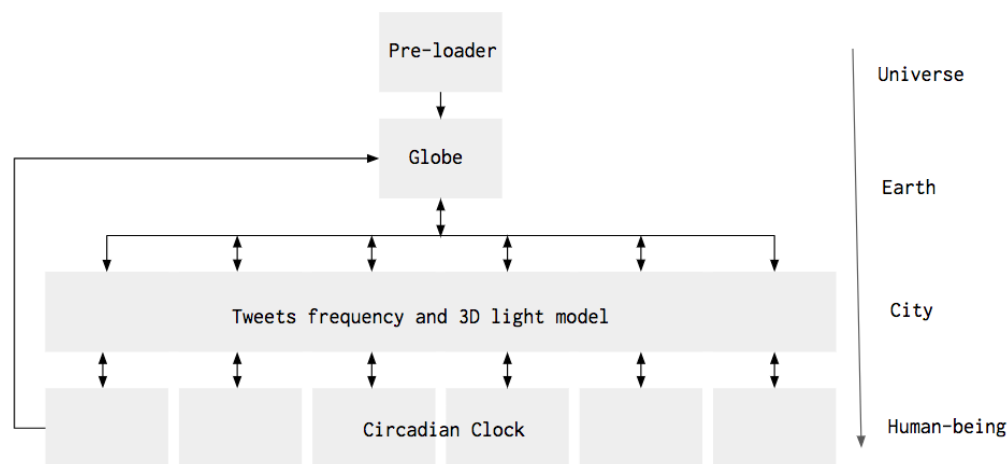 Pre-loader
Universe
Globe
Earth
Tweets frequency and 3D light model
City
Circadian Clock
Human-being